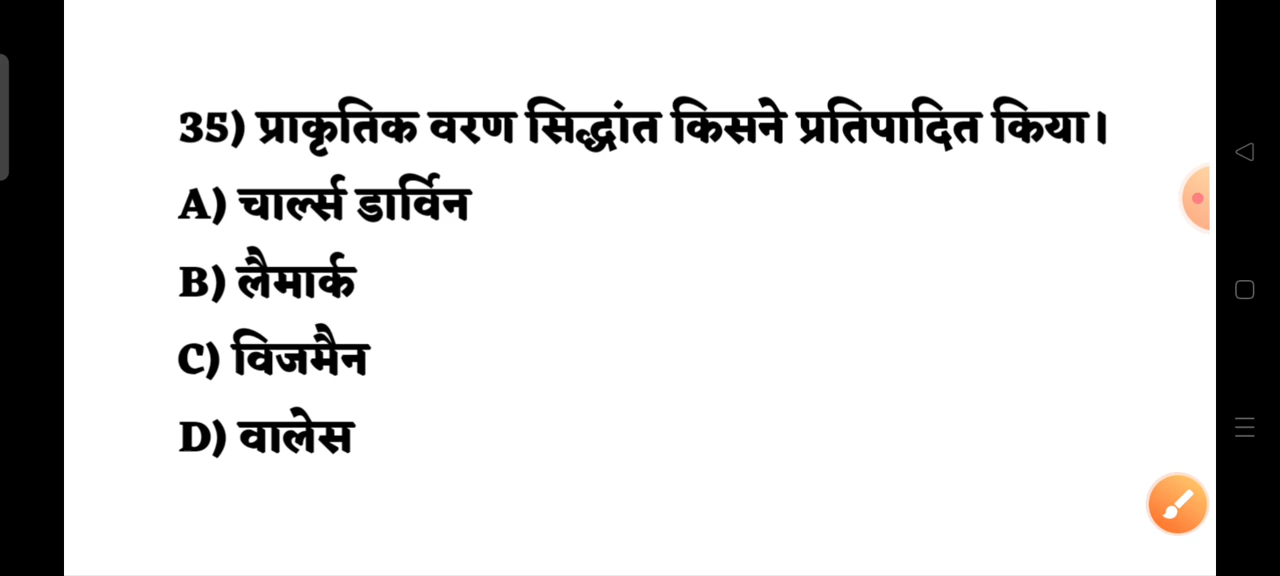 35) प्राकृतिक वरण सिद्धांत किसने प्रतिपादित किया।
A) चार्ल्स डार्विन
B) लैमार्क
C) विजमैन
D) वालेस